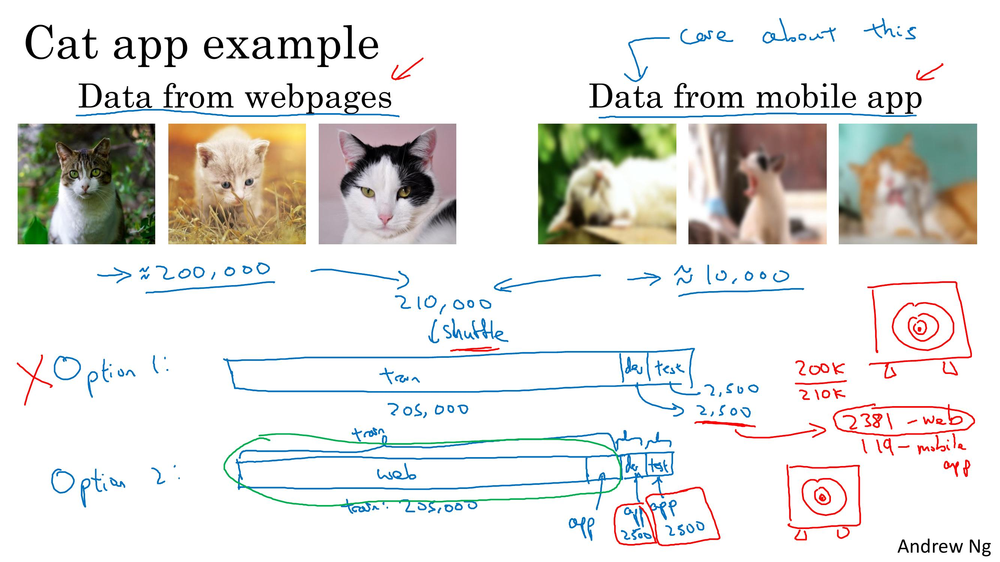 Cat app example
care about this
Data from webpages
Data from mobile app
→ ≈ 200,000
→ ≈ 10,000
210,000
↓ shuffle
X Option 1:
train
dev
test
200K
210K
2,500
2,500
205,000
2381 - web
119 - mobile
app
train
Option 2:
web
dev
test
train: 205,000
app
app
2500
app
2500
Andrew Ng